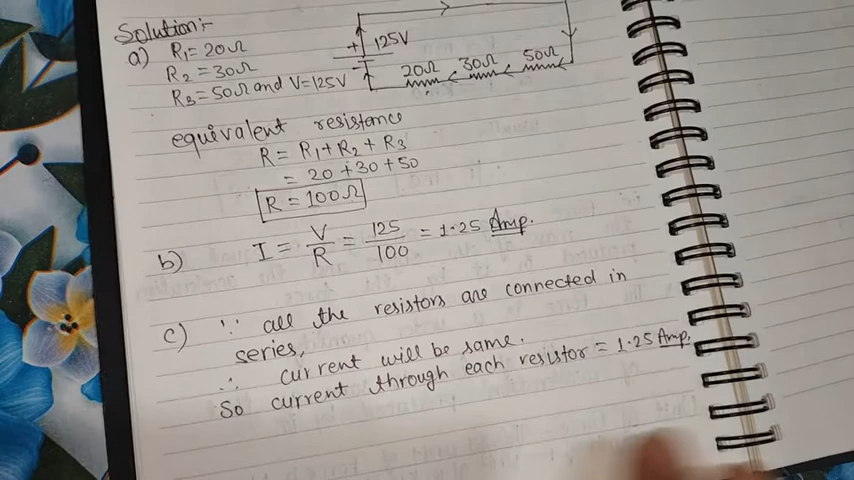 Solution:-
a) R1 = 20Ω
R2 = 30Ω
R3 = 50Ω and V = 125V
+ 125V
-
20Ω 30Ω 50Ω
equivalent resistance
R = R1 + R2 + R3
= 20 + 30 + 50
R = 100Ω
b) I = V/R = 125/100 = 1.25 Amp.
c) ∵ all the resistors are connected in
series,
∴ current will be same.
So current through each resistor = 1.25 Amp.